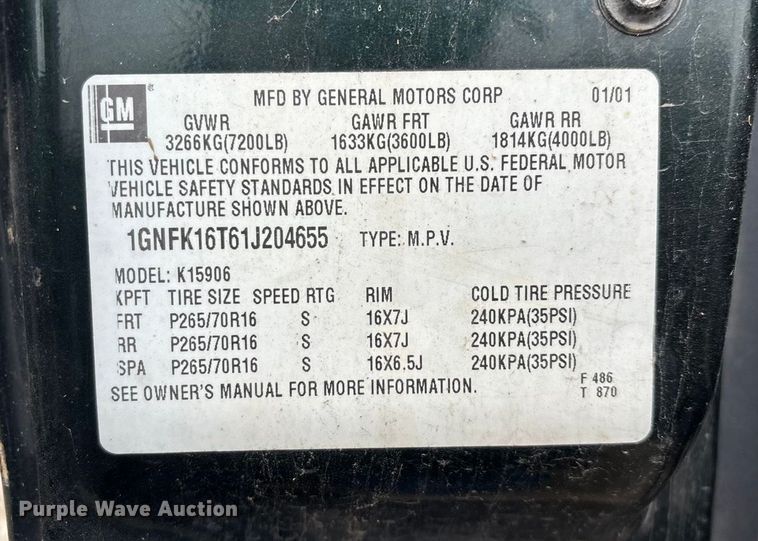 GM ®
MFD BY GENERAL MOTORS CORP 01/01
GVWR GAWR FRT GAWR RR
3266KG(7200LB) 1633KG(3600LB) 1814KG(4000LB)
THIS VEHICLE CONFORMS TO ALL APPLICABLE U.S. FEDERAL MOTOR
VEHICLE SAFETY STANDARDS IN EFFECT ON THE DATE OF
MANUFACTURE SHOWN ABOVE.
1GNFK16T61J204655 TYPE: M.P.V.
MODEL: K15906
KPFT TIRE SIZE SPEED RTG RIM COLD TIRE PRESSURE
FRT P265/70R16 S 16X7J 240KPA(35PSI)
RR P265/70R16 S 16X7J 240KPA(35PSI)
SPA P265/70R16 S 16X6.5J 240KPA(35PSI)
SEE OWNER'S MANUAL FOR MORE INFORMATION.
F 486
T 870
Purple Wave Auction